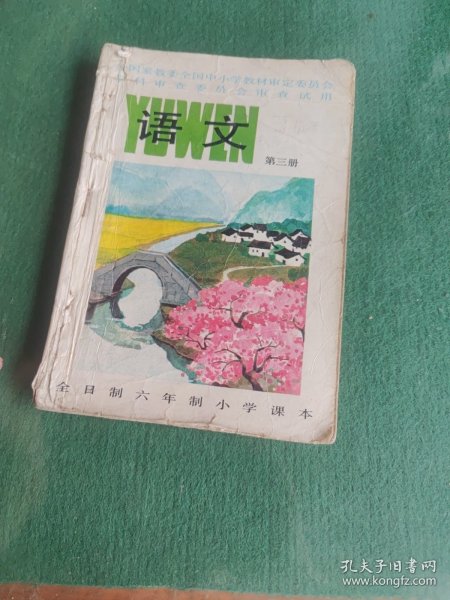 国家教委全国中小学教材审定委员会
学科审查委员会审查试用
YUWEN
语文
第三册
全日制六年制小学课本
孔夫子旧书网
www.kongfz.com